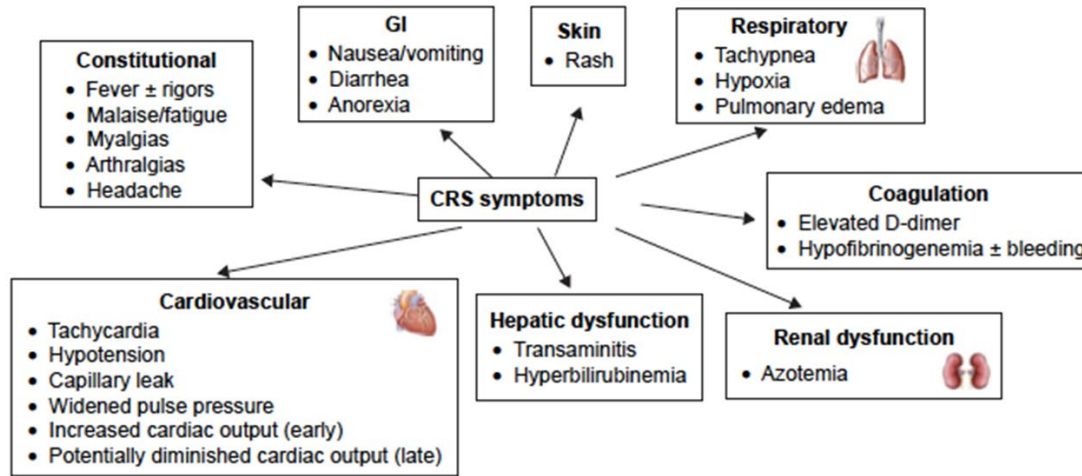 Constitutional
• Fever ± rigors
• Malaise/fatigue
• Myalgias
• Arthralgias
• Headache
GI
• Nausea/vomiting
• Diarrhea
• Anorexia
Skin
• Rash
Respiratory
• Tachypnea
• Hypoxia
• Pulmonary edema
CRS symptoms
Coagulation
• Elevated D-dimer
• Hypofibrinogenemia ± bleeding
Cardiovascular
• Tachycardia
• Hypotension
• Capillary leak
• Widened pulse pressure
• Increased cardiac output (early)
• Potentially diminished cardiac output (late)
Hepatic dysfunction
• Transaminitis
• Hyperbilirubinemia
Renal dysfunction
• Azotemia